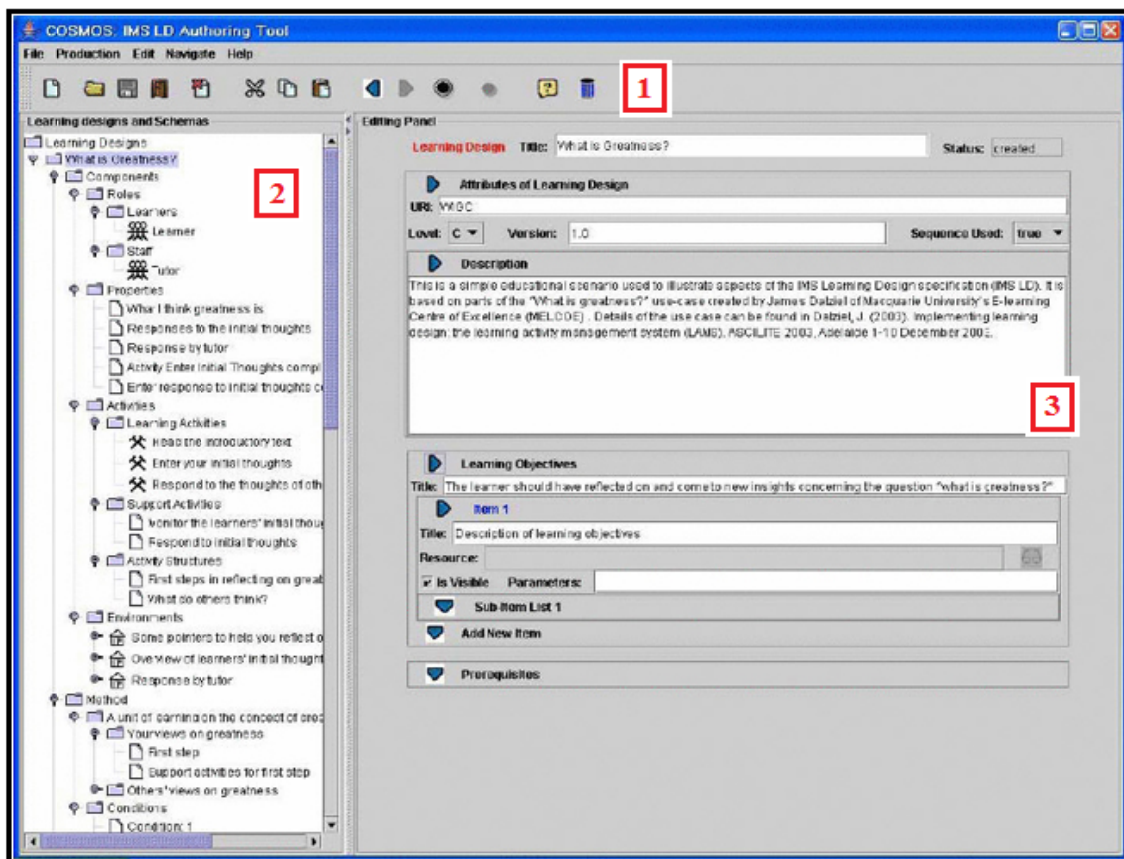 COSMOS, IMS LD Authoring Tool
File Production Edit Navigate Help
1
Learning designs and Schemas
Learning Designs
What is Greatness?
2
Components
Roles
Learners
Learner
Staff
Tutor
Properties
What I think greatness is
Responses to the initial thoughts
Response by tutor
Activity Enter Initial Thoughts compl
Enter response to initial thoughts c
Activities
Learning Activities
Read the introductory text
Enter your initial thoughts
Respond to the thoughts of oth
Support Activities
Monitor the learners' initial thou
Respond to initial thoughts
Activity Structures
First steps in reflecting on great
What do others think?
Environments
Some pointers to help you reflect o
Overview of learners' initial thought
Response by tutor
Method
A unit of learning on the concept of grea
Your views on greatness
First step
Support activities for first step
Others' views on greatness
Conditions
Condition: 1
Editing Panel
Learning Design Title: What is Greatness? Status: created
Attributes of Learning Design
URI:
Level: C Version: 1.0 Sequence Used: true
Description
This is a simple educational scenario used to illustrate aspects of the IMS Learning Design specification (IMS LD). It is
based on parts of the "What is greatness?" use-case created by James Dalziel of Macquarie University's E-learning
Centre of Excellence (MELCOE) . Details of the use case can be found in Dalziel, J. (2003). Implementing learning
design: the learning activity management system (LAMS), ASCILITE 2003, Adelaide 1-10 December 2003.
3
Learning Objectives
Title: The learner should have reflected on and come to new insights concerning the question "what is greatness?"
Item 1
Title: Description of learning objectives
Resource:
Is Visible Parameters:
Sub-Item List 1
Add New Item
Prerequisites